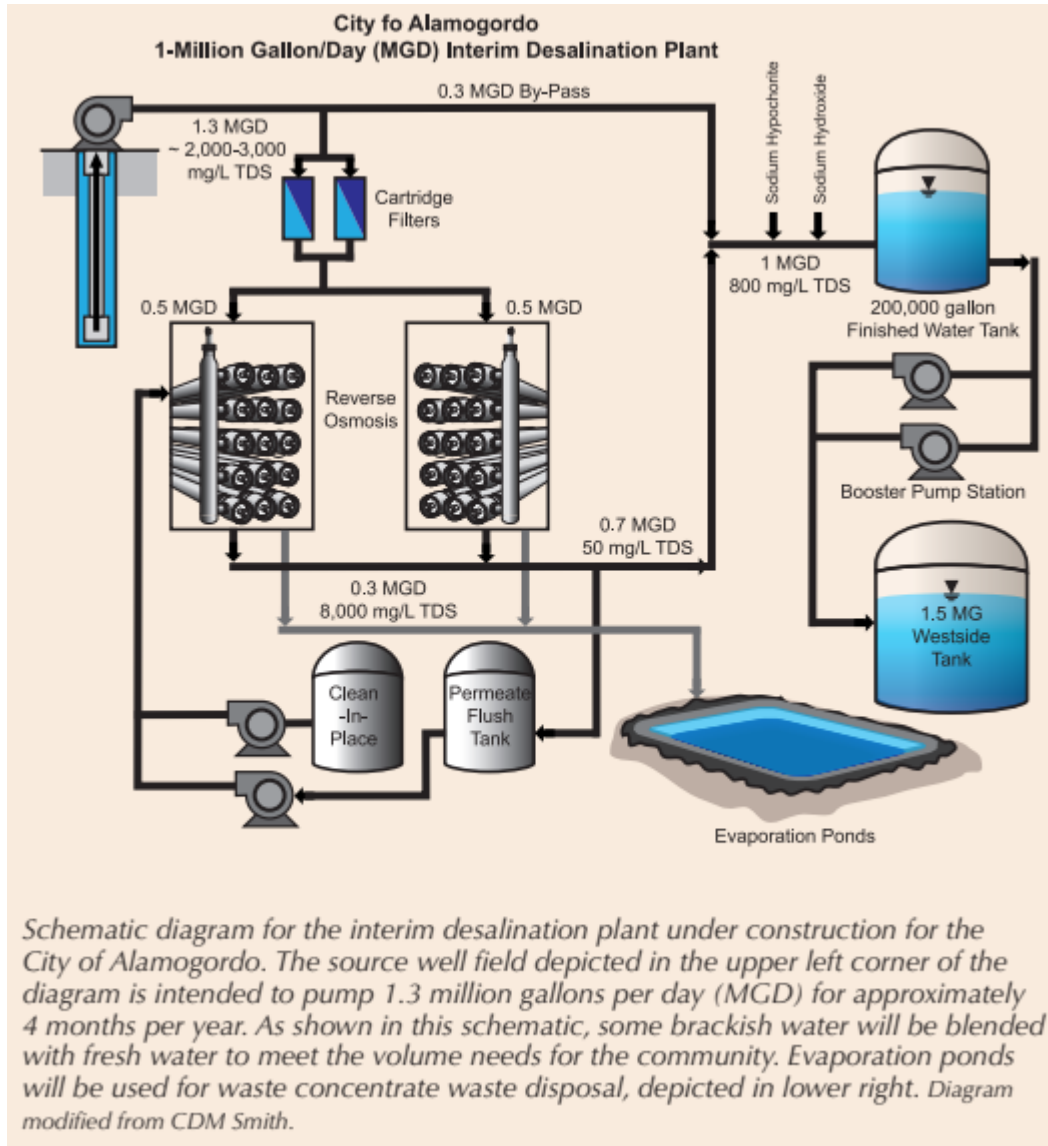 City fo Alamogordo
1-Million Gallon/Day (MGD) Interim Desalination Plant
0.3 MGD By-Pass
1.3 MGD
~ 2,000-3,000
mg/L TDS
Cartridge
Filters
Sodium Hypochorite
Sodium Hydroxide
1 MGD
800 mg/L TDS
200,000 gallon
Finished Water Tank
0.5 MGD
0.5 MGD
Reverse
Osmosis
Booster Pump Station
0.7 MGD
50 mg/L TDS
0.3 MGD
8,000 mg/L TDS
1.5 MG
Westside
Tank
Clean
-In-
Place
Permeate
Flush
Tank
Evaporation Ponds
Schematic diagram for the interim desalination plant under construction for the
City of Alamogordo. The source well field depicted in the upper left corner of the
diagram is intended to pump 1.3 million gallons per day (MGD) for approximately
4 months per year. As shown in this schematic, some brackish water will be blended
with fresh water to meet the volume needs for the community. Evaporation ponds
will be used for waste concentrate waste disposal, depicted in lower right. Diagram
modified from CDM Smith.